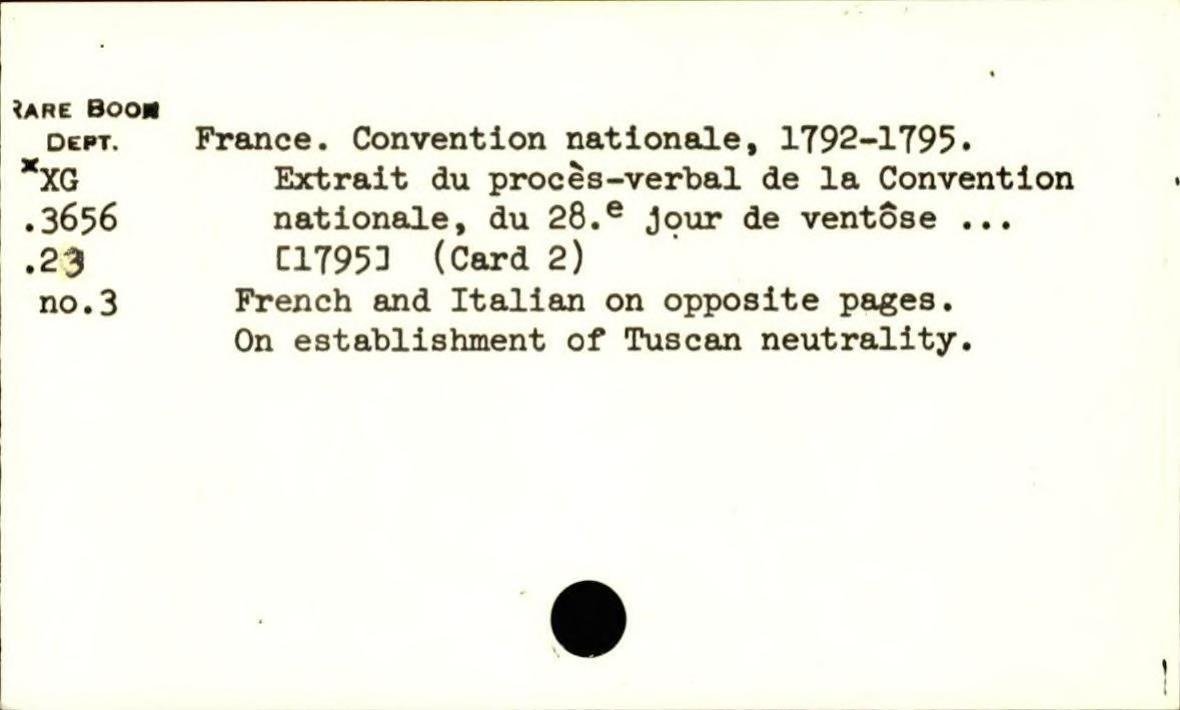 RARE BOOK
DEPT.
France. Convention nationale, 1792-1795.
*XG
Extrait du procès-verbal de la Convention
.3656
nationale, du 28.e jour de ventôse ...
.23
[1795] (Card 2)
no.3
French and Italian on opposite pages.
On establishment of Tuscan neutrality.